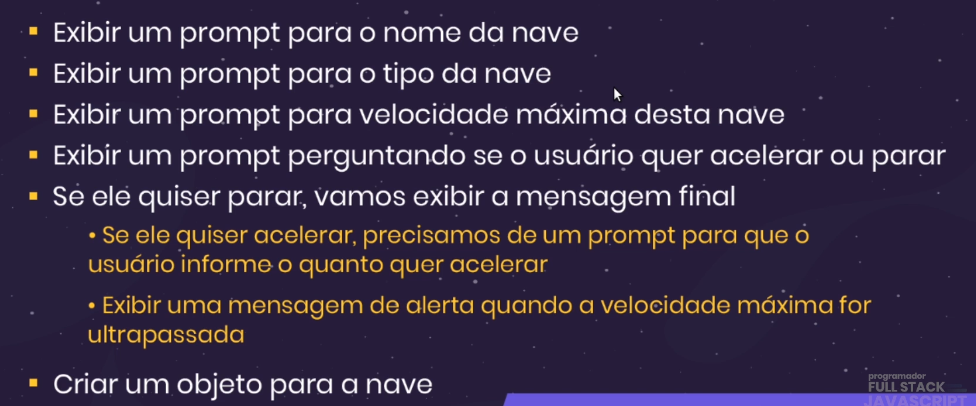 Exibir um prompt para o nome da nave
Exibir um prompt para o tipo da nave
Exibir um prompt para velocidade máxima desta nave
Exibir um prompt perguntando se o usuário quer acelerar ou parar
Se ele quiser parar, vamos exibir a mensagem final
• Se ele quiser acelerar, precisamos de um prompt para que o
usuário informe o quanto quer acelerar
• Exibir uma mensagem de alerta quando a velocidade máxima for
ultrapassada
Criar um objeto para a nave
programador
FULL STACK
JAVASCRIPT